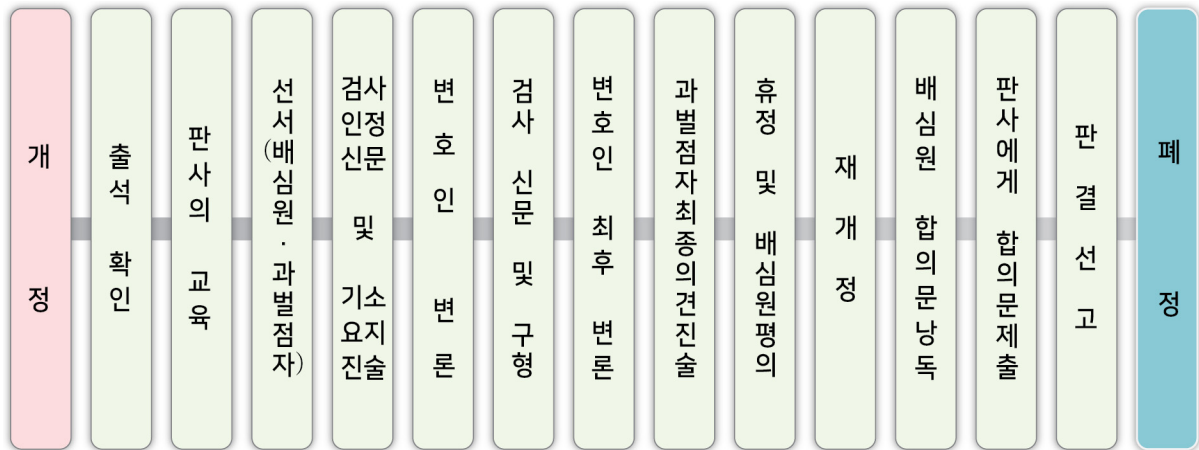 개정
출석 확인
판사의 교육
선서(배심원·과벌점자)
검사 인정신문 및 기소요지진술
변호인 변론
검사 신문 및 구형
변호인 최후 변론
과벌점자최종의견진술
휴정 및 배심원평의
재개정
배심원 합의문낭독
판사에게 합의문제출
판결선고
폐정